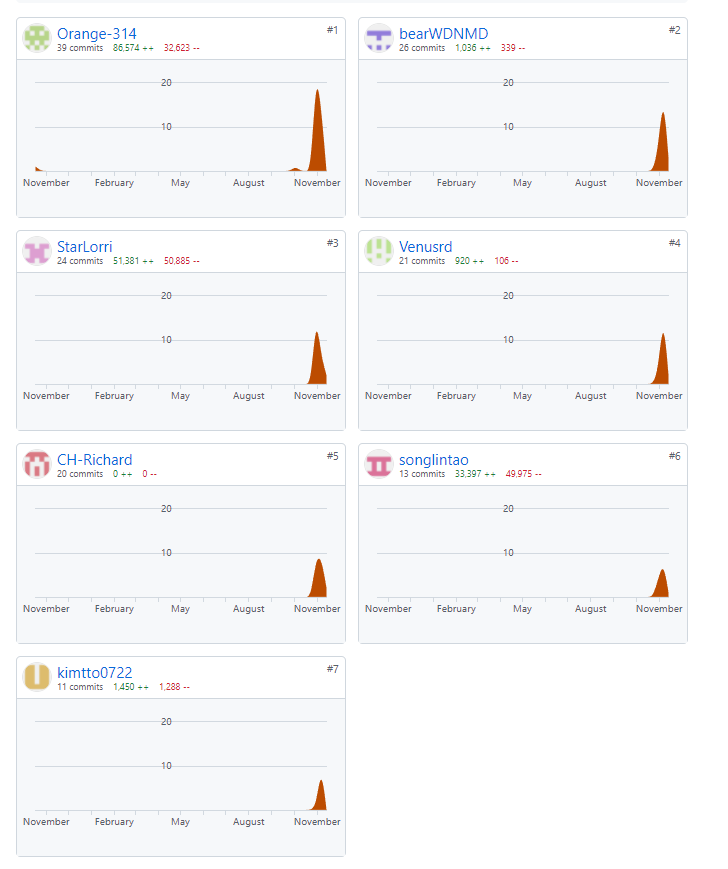 Orange-314 #1
39 commits 86,574 ++ 32,623 --
20
10
November February May August November
bearWDNMD #2
26 commits 1,036 ++ 339 --
20
10
November February May August November
StarLorri #3
24 commits 51,381 ++ 50,885 --
20
10
November February May August November
Venusrd #4
21 commits 920 ++ 106 --
20
10
November February May August November
CH-Richard #5
20 commits 0 ++ 0 --
20
10
November February May August November
songlintao #6
13 commits 33,397 ++ 49,975 --
20
10
November February May August November
kimtto0722 #7
11 commits 1,450 ++ 1,288 --
20
10
November February May August November